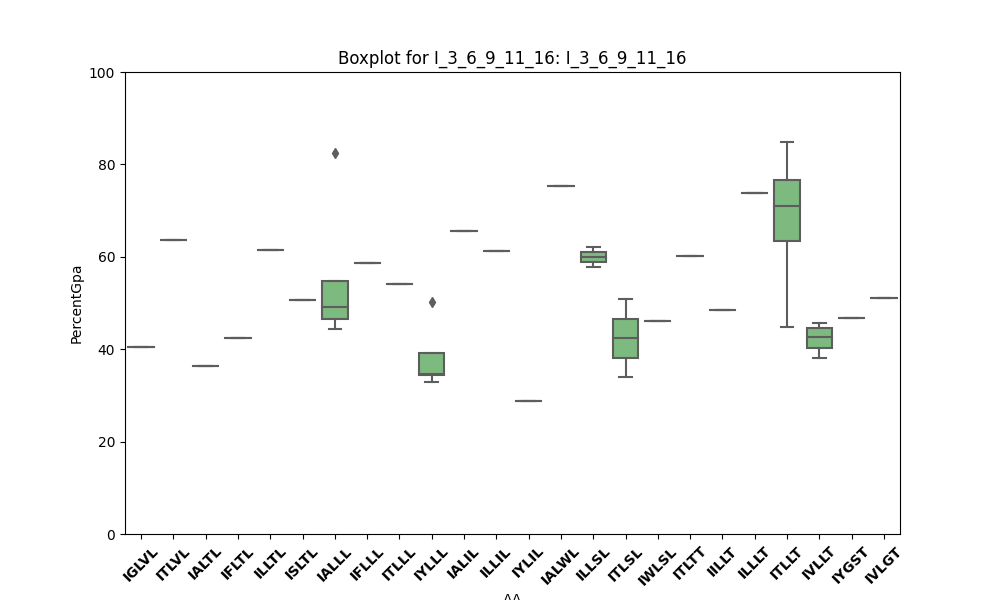 Boxplot for I_3_6_9_11_16: I_3_6_9_11_16
100
80
60
40
20
0
PercentGpa
IGLVL
ITLVL
IALTL
IFLTL
ILLTL
ISLTL
IALLL
IFLLL
ITLLL
IYLLL
IALIL
ILLIL
IYLIL
IALWL
ILLSL
ITLSL
IWLSL
ITLTT
IILLT
ILLLT
ITLLT
IVLLT
IYGST
IVLGT
AA